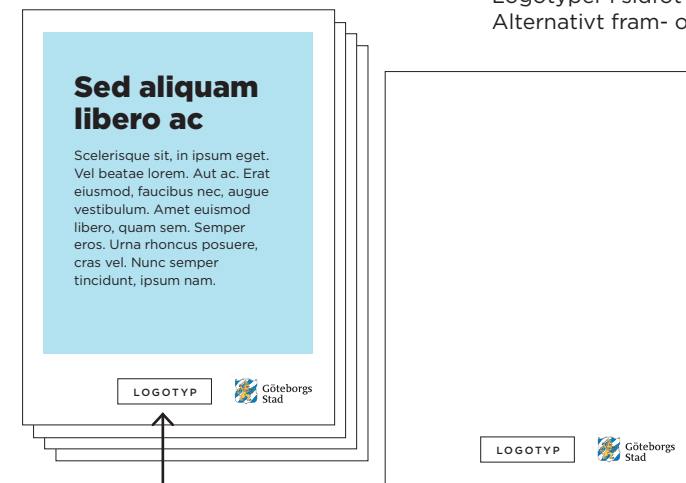 Logotyper i sidfot
Alternativt fram- o
Sed aliquam
libero ac
Scelerisque sit, in ipsum eget.
Vel beatae lorem. Aut ac. Erat
eiusmod, faucibus nec, augue
vestibulum. Amet euismod
libero, quam sem. Semper
eros. Urna rhoncus posuere,
cras vel. Nunc semper
tincidunt, ipsum nam.
LOGOTYP
Göteborgs
Stad
LOGOTYP
Göteborgs
Stad